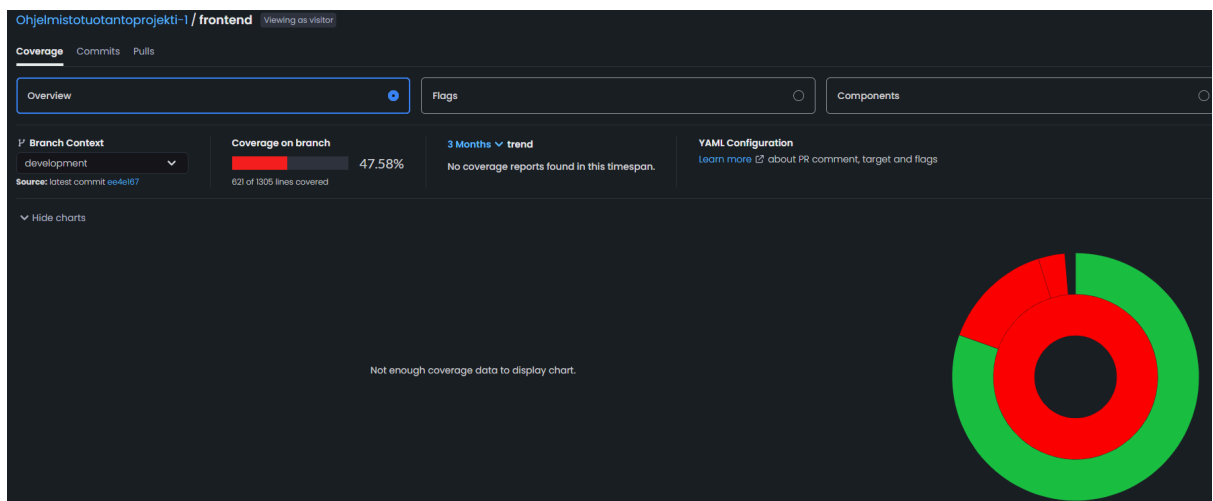 Ohjelmistotuotantoprojekti-1 / frontend Viewing as visitor
Coverage Commits Pulls
Overview Flags Components
Branch Context Coverage on branch 3 Months trend YAML Configuration
development 47.58% No coverage reports found in this timespan. Learn more about PR comment, target and flags
Source: latest commit ee4e167 621 of 1305 lines covered
Hide charts
Not enough coverage data to display chart.